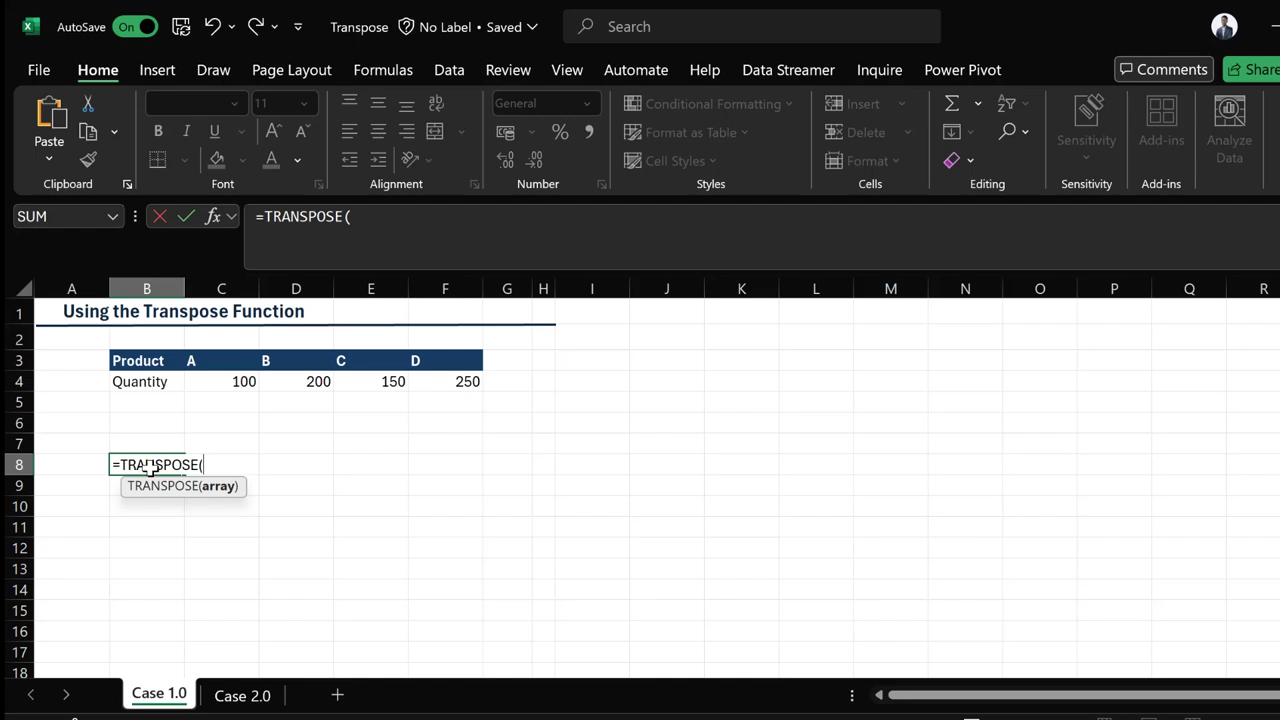 AutoSave On Transpose No Label • Saved Search
File Home Insert Draw Page Layout Formulas Data Review View Automate Help Data Streamer Inquire Power Pivot Comments Share
Paste 11 General Conditional Formatting Insert Sensitivity Add-ins Analyze Data
B I U A A % Format as Table Delete
A Cell Styles Format
Clipboard Font Alignment Number Styles Cells Editing Sensitivity Add-ins
SUM fx =TRANSPOSE(
A B C D E F G H I J K L M N O P Q R
1 Using the Transpose Function
2
3 Product A B C D
4 Quantity 100 200 150 250
5
6
7
8 =TRANSPOSE(
9 TRANSPOSE(array)
10
11
12
13
14
15
16
17
18
Case 1.0 Case 2.0